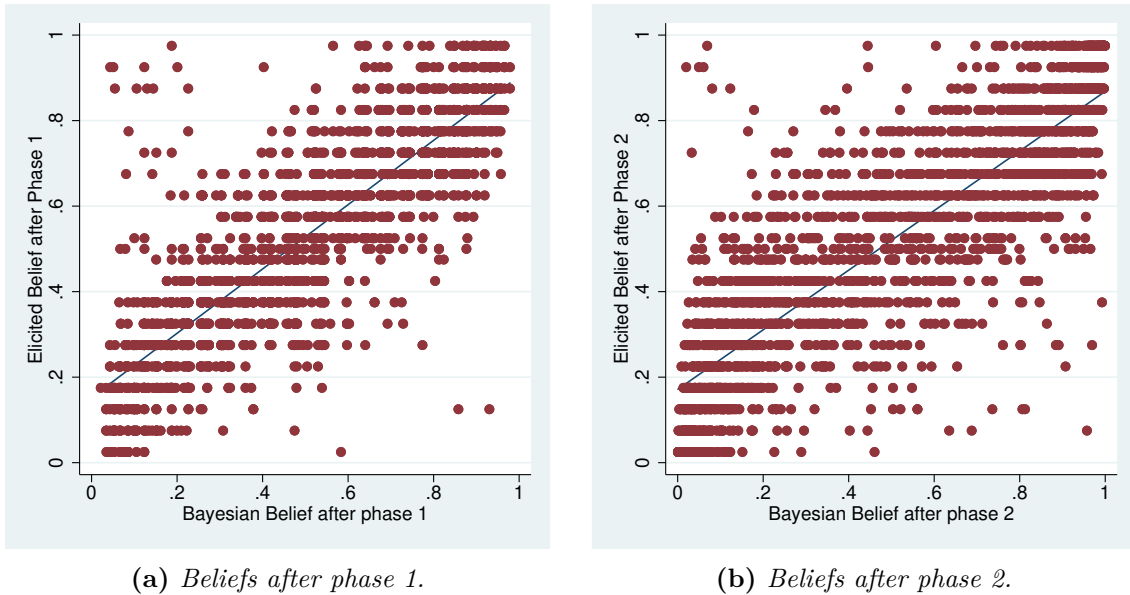 Elicited Belief after Phase 1
1
.8
.6
.4
.2
0
0 .2 .4 .6 .8 1
Bayesian Belief after phase 1
(a) Beliefs after phase 1.
Elicited Belief after Phase 2
1
.8
.6
.4
.2
0
0 .2 .4 .6 .8 1
Bayesian Belief after phase 2
(b) Beliefs after phase 2.